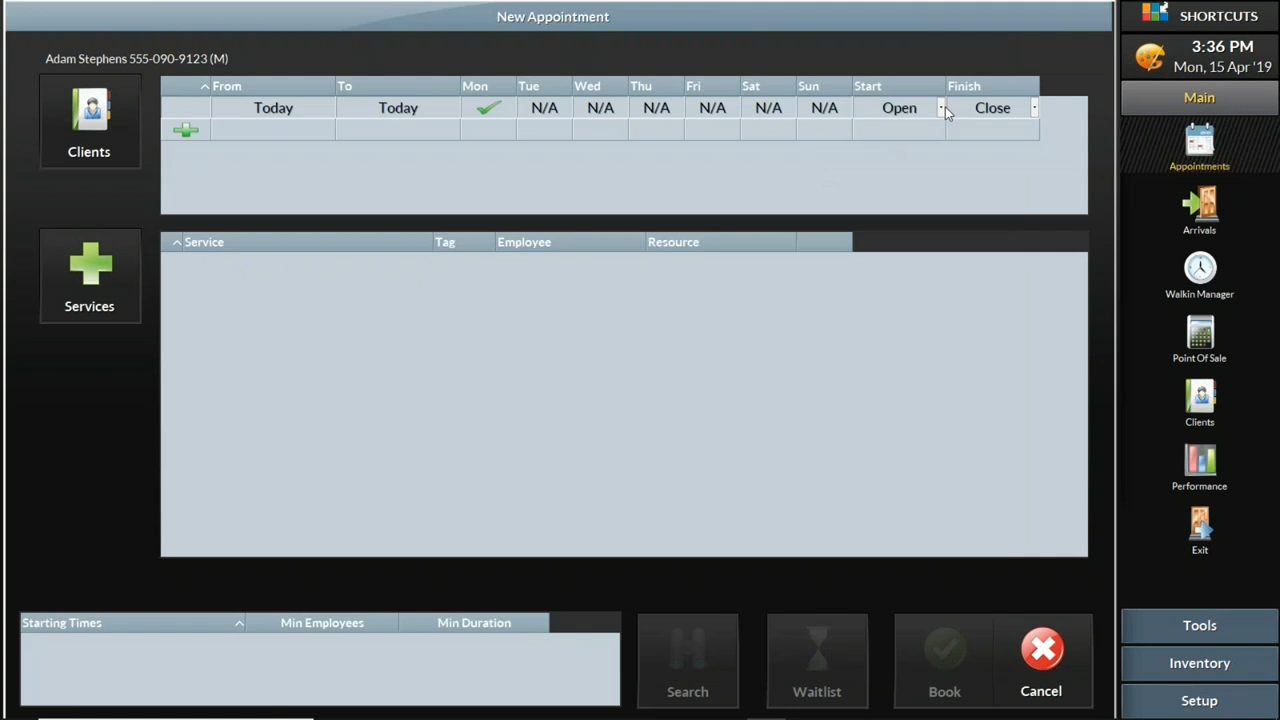 New Appointment
SHORTCUTS
3:36 PM
Mon, 15 Apr '19
Adam Stephens 555-090-9123 (M)
Clients
From To Mon Tue Wed Thu Fri Sat Sun Start Finish
Today Today N/A N/A N/A N/A N/A N/A Open Close
Services
Service Tag Employee Resource
Starting Times Min Employees Min Duration
Search
Waitlist
Book
Cancel
Main
Appointments
Arrivals
Walkin Manager
Point Of Sale
Clients
Performance
Exit
Tools
Inventory
Setup